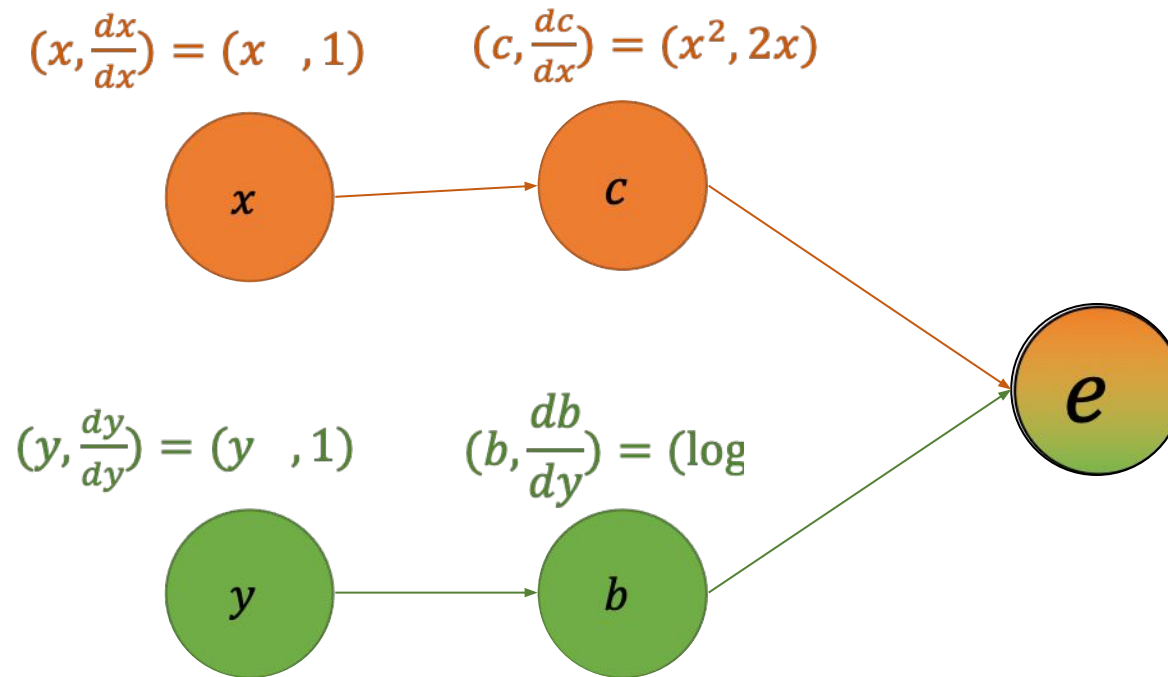 (x, dx/dx) = (x , 1)
(c, dc/dx) = (x², 2x)
x
c
e
(y, dy/dy) = (y , 1)
(b, db/dy) = (log
y
b